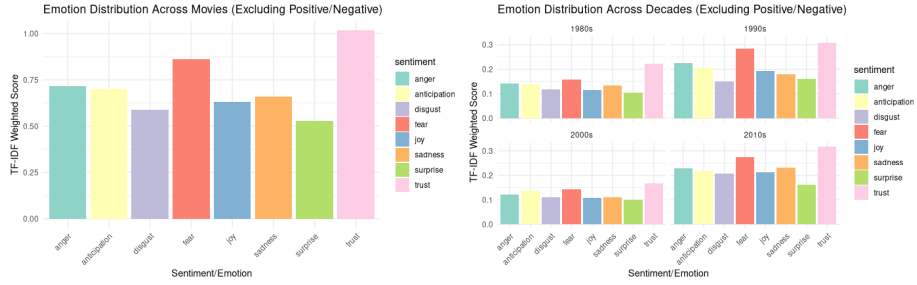 Emotion Distribution Across Movies (Excluding Positive/Negative)
TF-IDF Weighted Score
1.00
0.75
0.50
0.25
0.00
anger
anticipation
disgust
fear
joy
sadness
surprise
trust
Sentiment/Emotion
sentiment
anger
anticipation
disgust
fear
joy
sadness
surprise
trust
Emotion Distribution Across Decades (Excluding Positive/Negative)
TF-IDF Weighted Score
1980s
1990s
0.3
0.2
0.1
0.0
2000s
2010s
0.3
0.2
0.1
0.0
anger
anticipation
disgust
fear
joy
sadness
surprise
trust
anger
anticipation
disgust
fear
joy
sadness
surprise
trust
Sentiment/Emotion
sentiment
anger
anticipation
disgust
fear
joy
sadness
surprise
trust